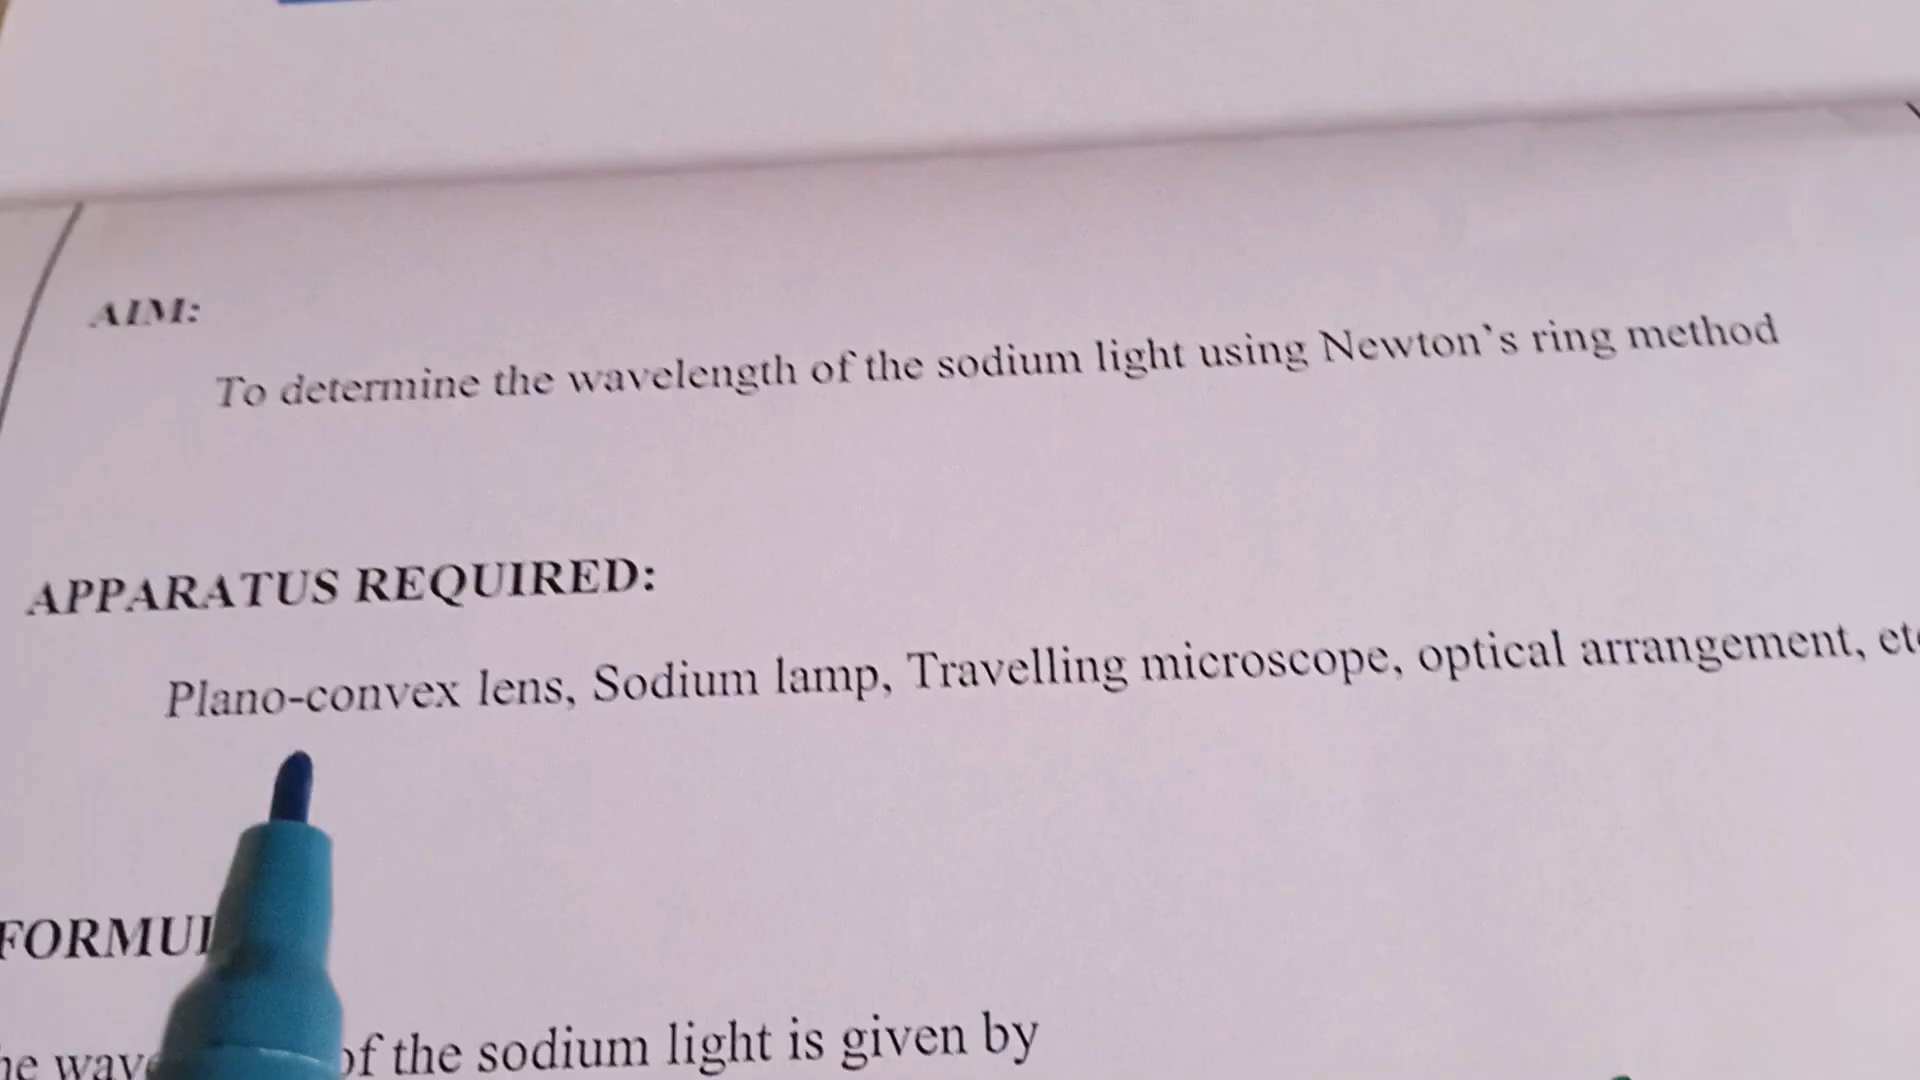 AIM:
To determine the wavelength of the sodium light using Newton's ring method
APPARATUS REQUIRED:
Plano-convex lens, Sodium lamp, Travelling microscope, optical arrangement,
of the sodium light is given by